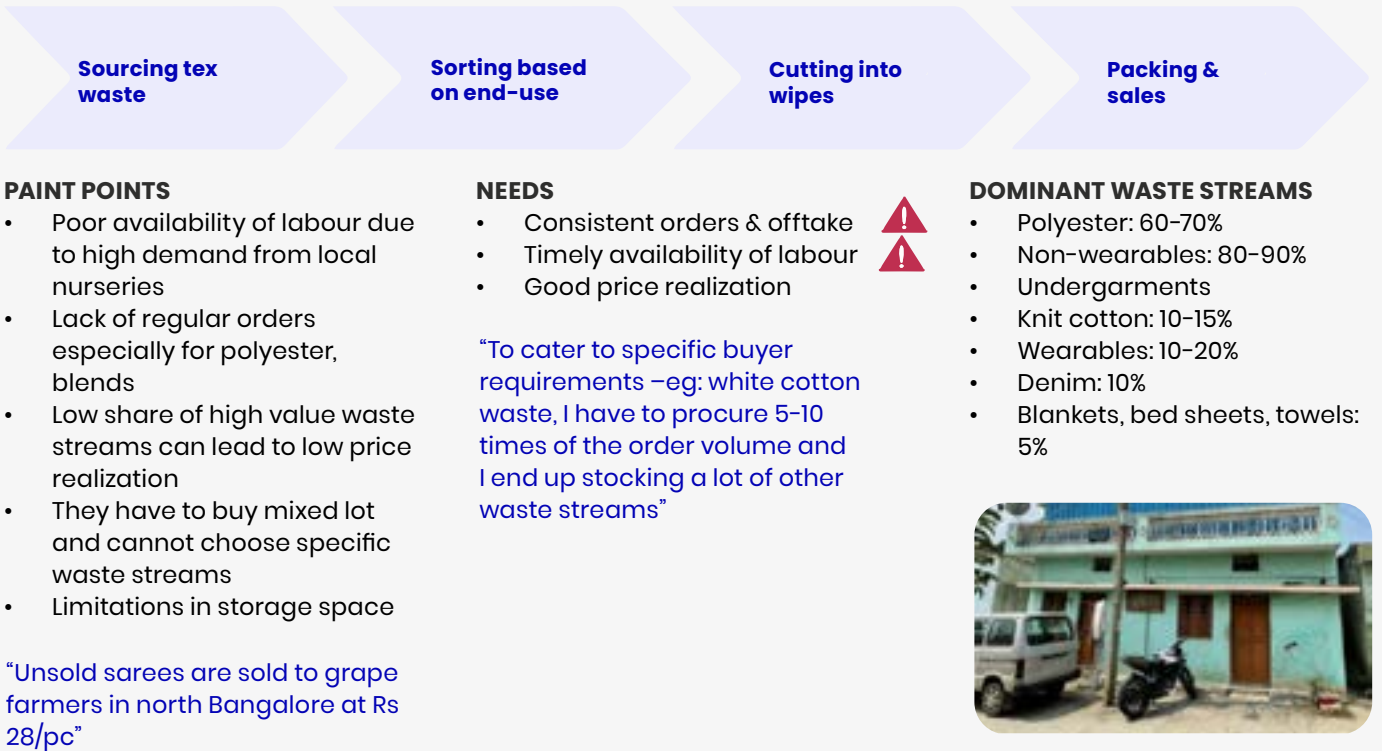 Sourcing tex
waste
Sorting based
on end-use
Cutting into
wipes
Packing &
sales
PAINT POINTS
• Poor availability of labour due
to high demand from local
nurseries
• Lack of regular orders
especially for polyester,
blends
• Low share of high value waste
streams can lead to low price
realization
• They have to buy mixed lot
and cannot choose specific
waste streams
• Limitations in storage space
“Unsold sarees are sold to grape
farmers in north Bangalore at Rs
28/pc”
NEEDS
• Consistent orders & offtake
• Timely availability of labour
• Good price realization
“To cater to specific buyer
requirements –eg: white cotton
waste, I have to procure 5-10
times of the order volume and
I end up stocking a lot of other
waste streams”
DOMINANT WASTE STREAMS
• Polyester: 60-70%
• Non-wearables: 80-90%
• Undergarments
• Knit cotton: 10-15%
• Wearables: 10-20%
• Denim: 10%
• Blankets, bed sheets, towels:
5%